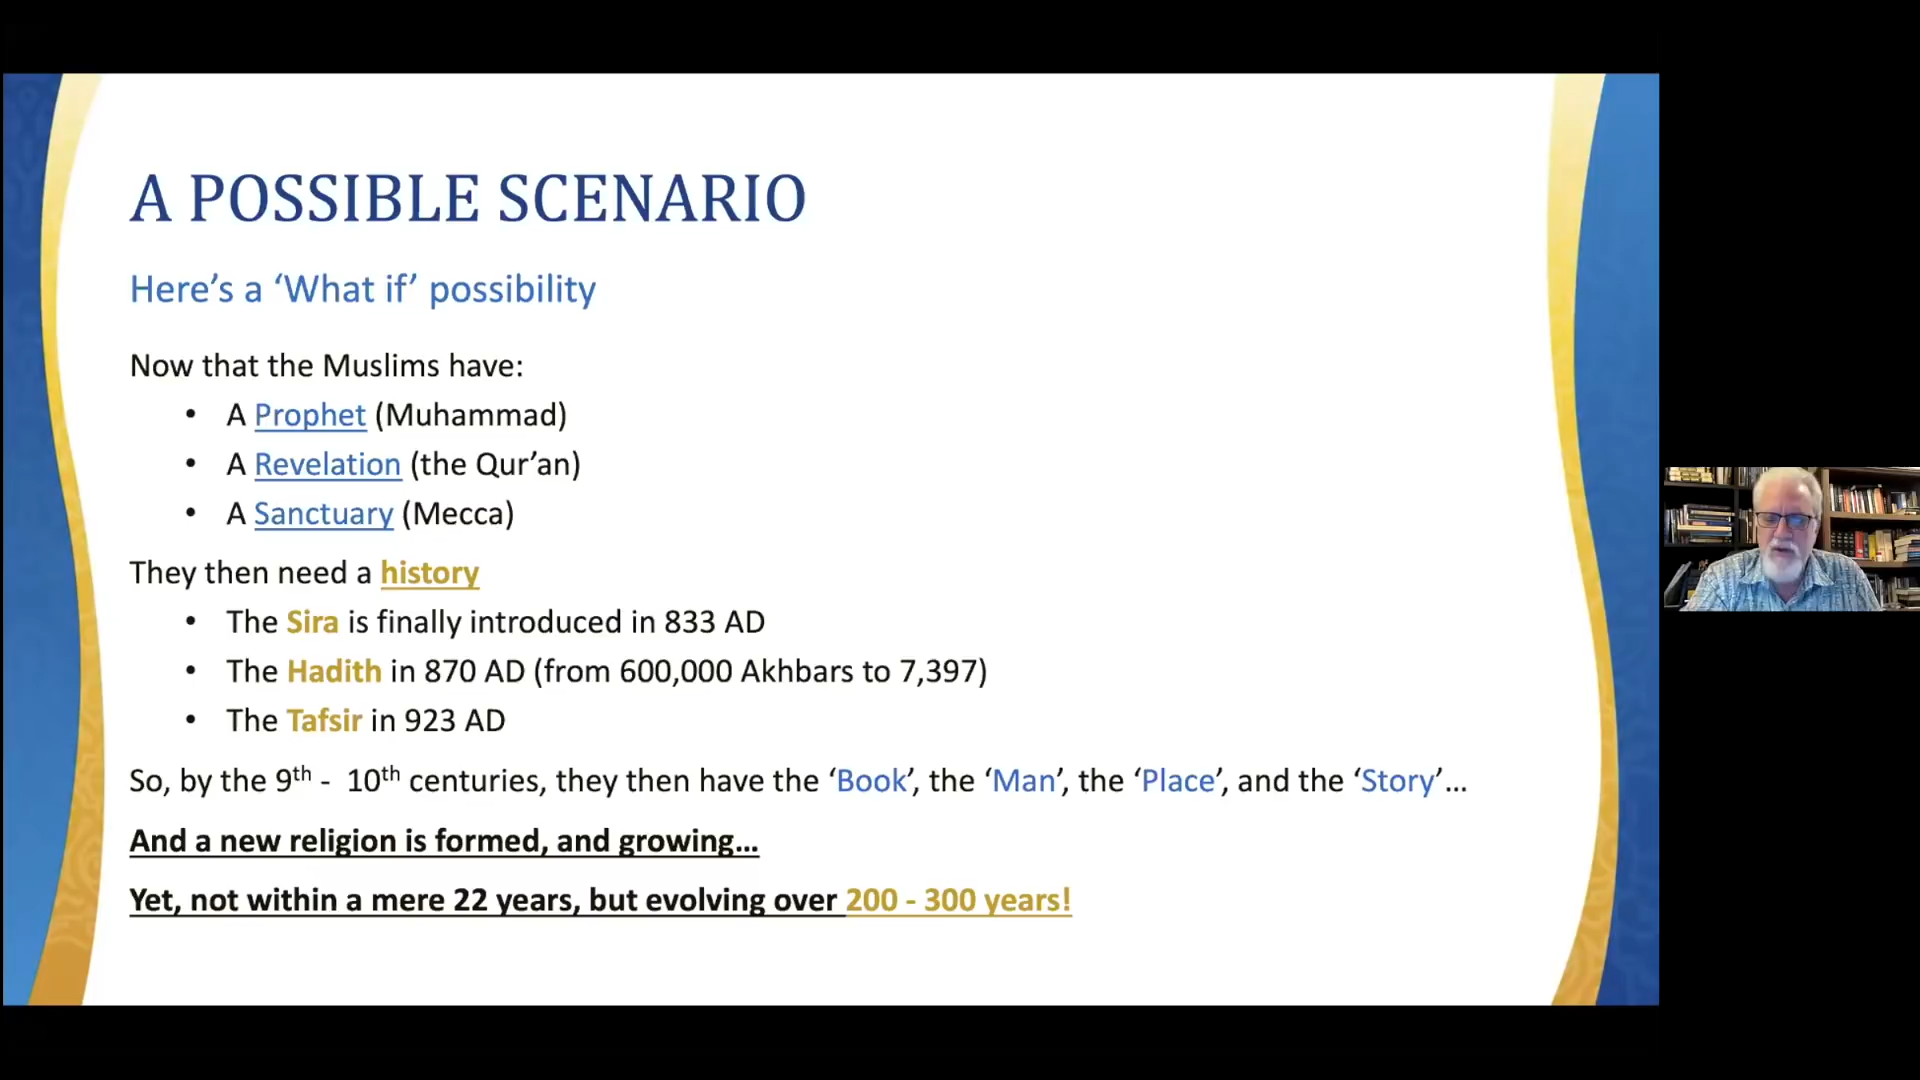 A POSSIBLE SCENARIO
Here’s a ‘What if’ possibility
Now that the Muslims have:
• A Prophet (Muhammad)
• A Revelation (the Qur’an)
• A Sanctuary (Mecca)
They then need a history
• The Sira is finally introduced in 833 AD
• The Hadith in 870 AD (from 600,000 Akhbars to 7,397)
• The Tafsir in 923 AD
So, by the 9th - 10th centuries, they then have the ‘Book’, the ‘Man’, the ‘Place’, and the ‘Story’…
And a new religion is formed, and growing…
Yet, not within a mere 22 years, but evolving over 200 - 300 years!